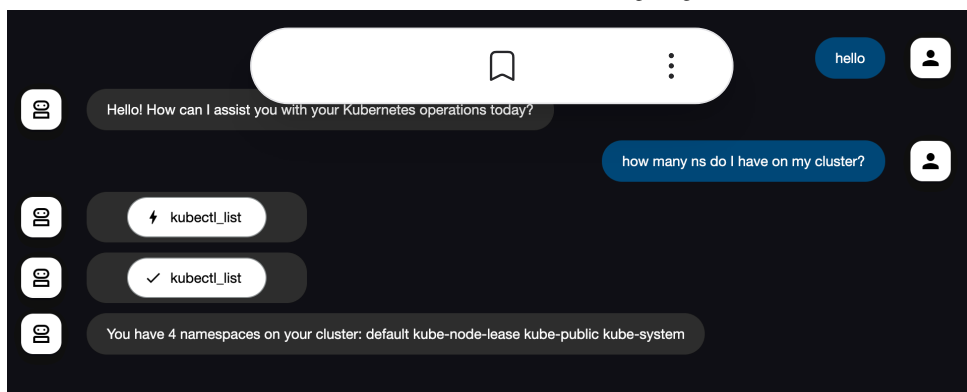 hello
Hello! How can I assist you with your Kubernetes operations today?
how many ns do I have on my cluster?
kubectl_list
kubectl_list
You have 4 namespaces on your cluster: default kube-node-lease kube-public kube-system